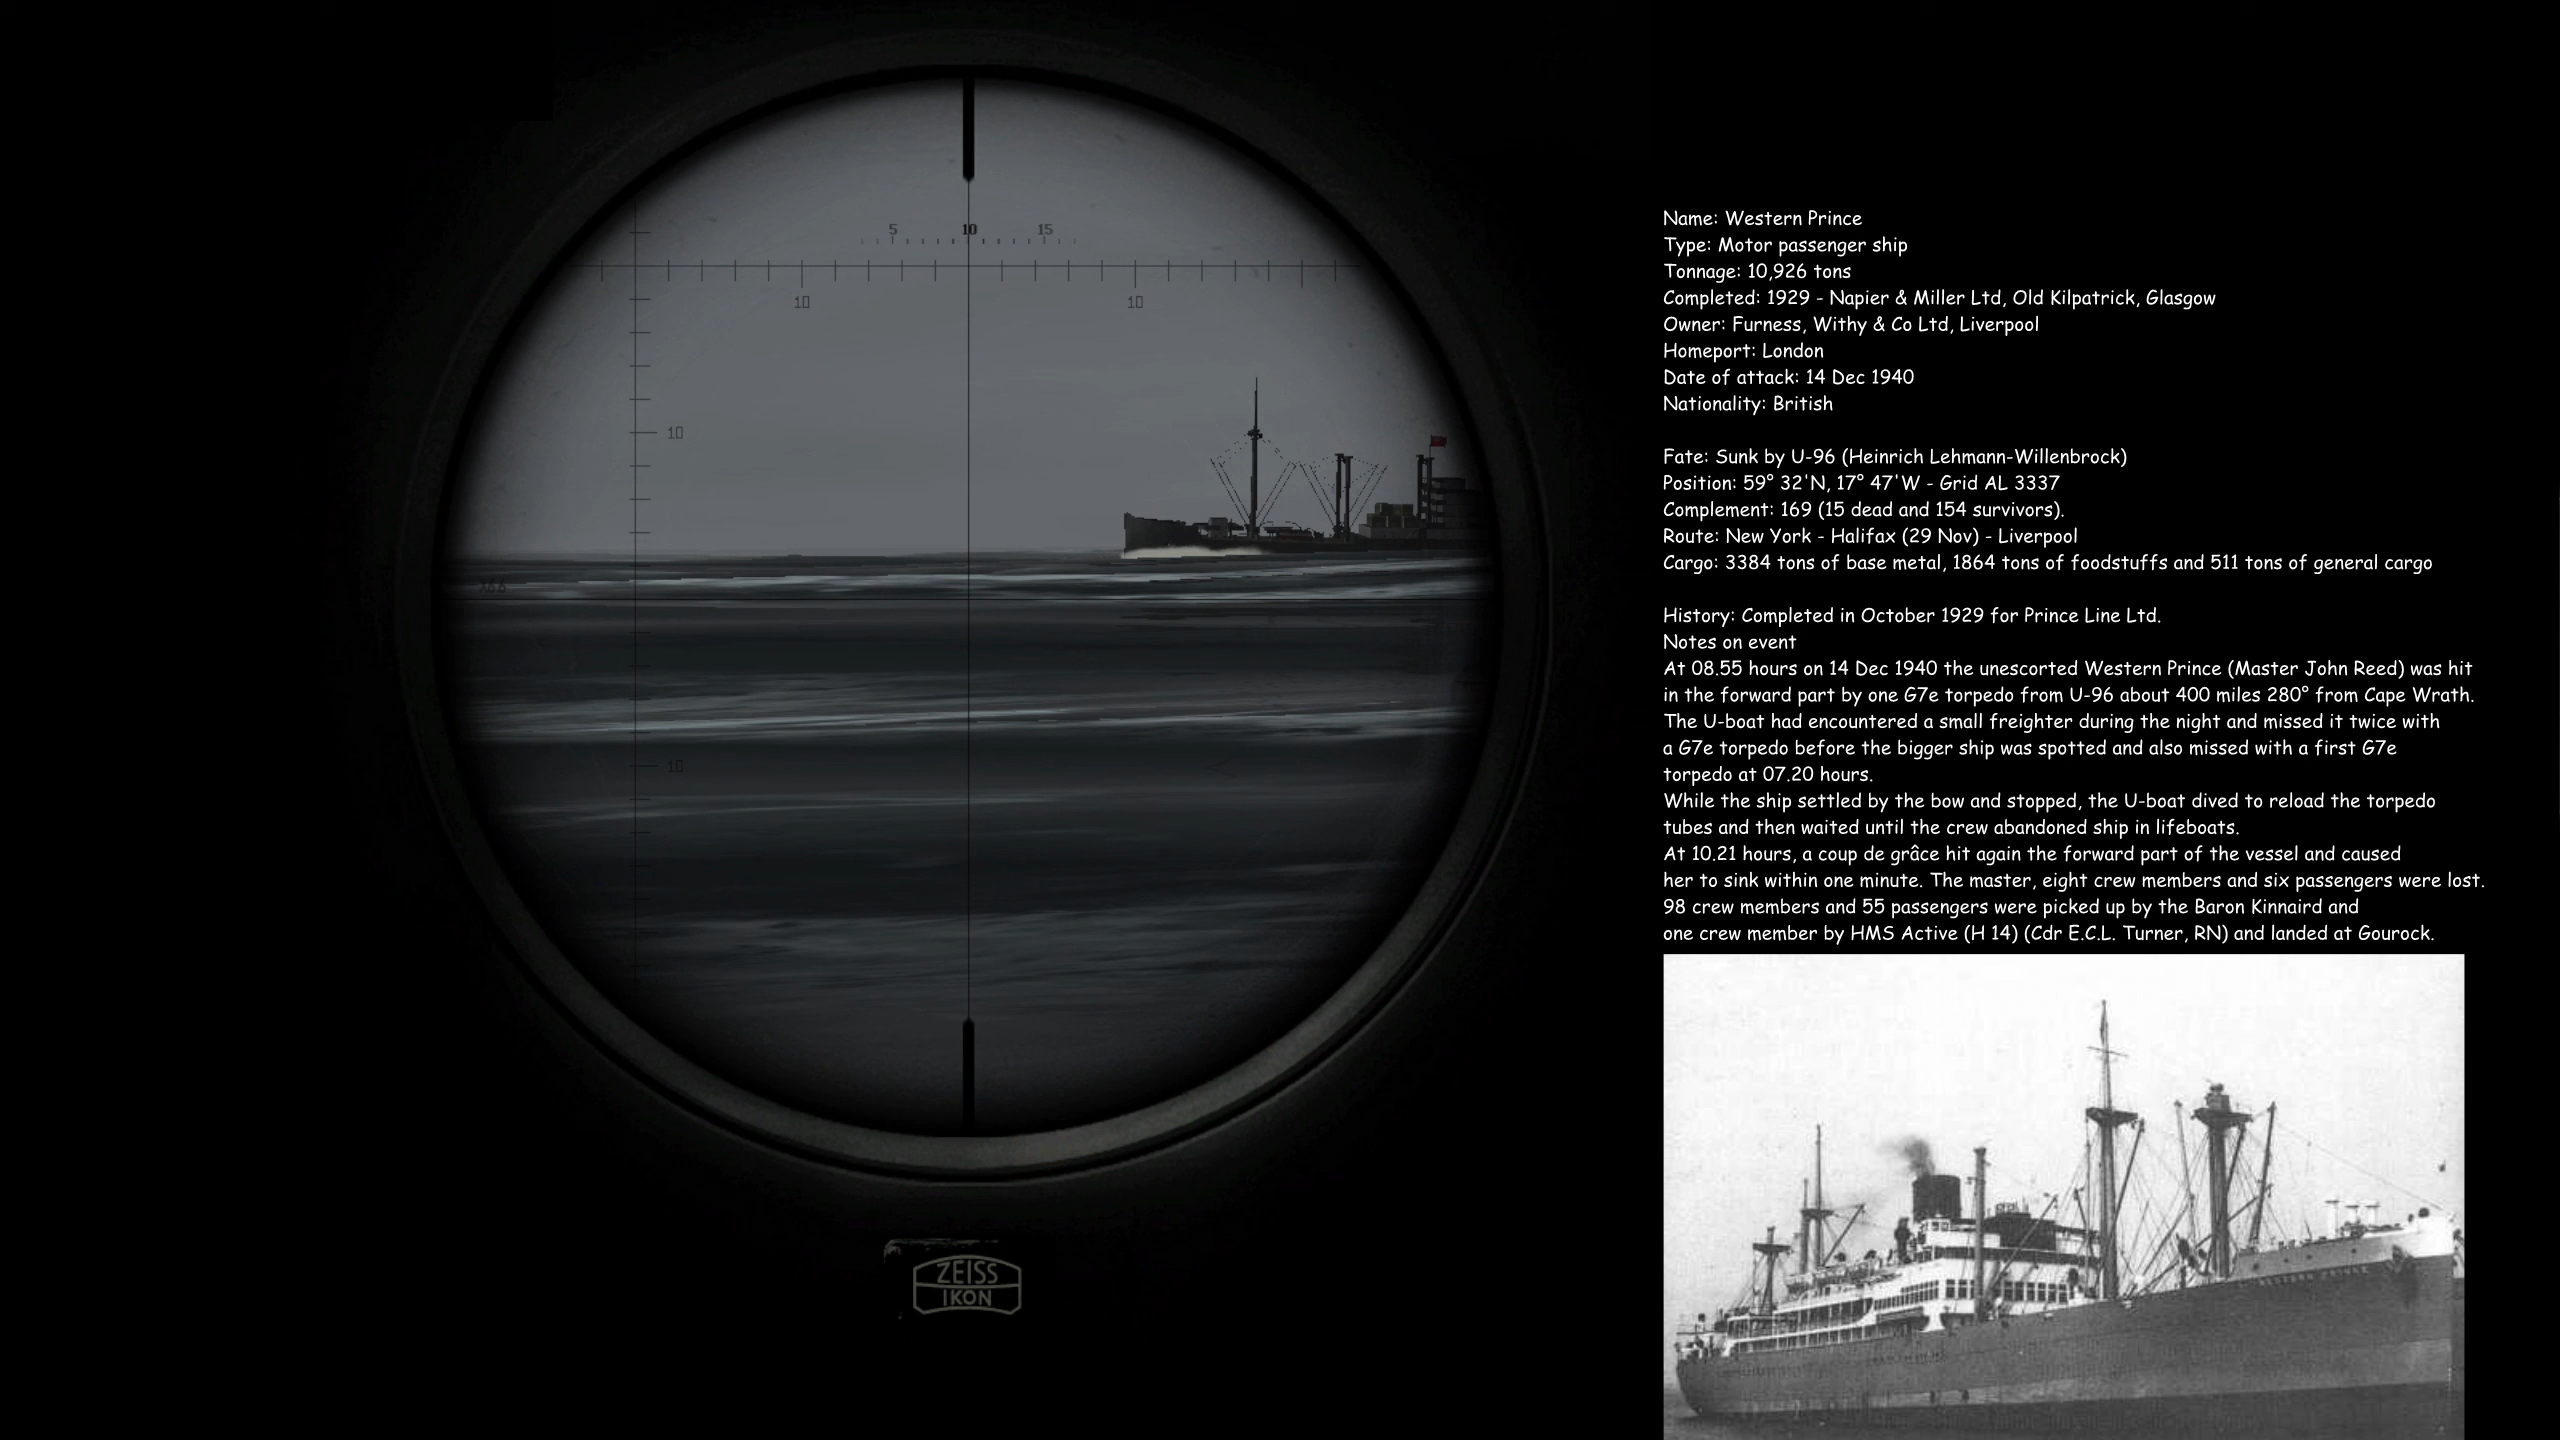 5 10 15
10 10
10
x6.6
10
ZEISS
IKON
Name: Western Prince
Type: Motor passenger ship
Tonnage: 10,926 tons
Completed: 1929 - Napier & Miller Ltd, Old Kilpatrick, Glasgow
Owner: Furness, Withy & Co Ltd, Liverpool
Homeport: London
Date of attack: 14 Dec 1940
Nationality: British
Fate: Sunk by U-96 (Heinrich Lehmann-Willenbrock)
Position: 59° 32'N, 17° 47'W - Grid AL 3337
Complement: 169 (15 dead and 154 survivors).
Route: New York - Halifax (29 Nov) - Liverpool
Cargo: 3384 tons of base metal, 1864 tons of foodstuffs and 511 tons of general cargo
History: Completed in October 1929 for Prince Line Ltd.
Notes on event
At 08.55 hours on 14 Dec 1940 the unescorted Western Prince (Master John Reed) was hit
in the forward part by one G7e torpedo from U-96 about 400 miles 280° from Cape Wrath.
The U-boat had encountered a small freighter during the night and missed it twice with
a G7e torpedo before the bigger ship was spotted and also missed with a first G7e
torpedo at 07.20 hours.
While the ship settled by the bow and stopped, the U-boat dived to reload the torpedo
tubes and then waited until the crew abandoned ship in lifeboats.
At 10.21 hours, a coup de grâce hit again the forward part of the vessel and caused
her to sink within one minute. The master, eight crew members and six passengers were lost.
98 crew members and 55 passengers were picked up by the Baron Kinnaird and
one crew member by HMS Active (H 14) (Cdr E.C.L. Turner, RN) and landed at Gourock.
WESTERN PRINCE